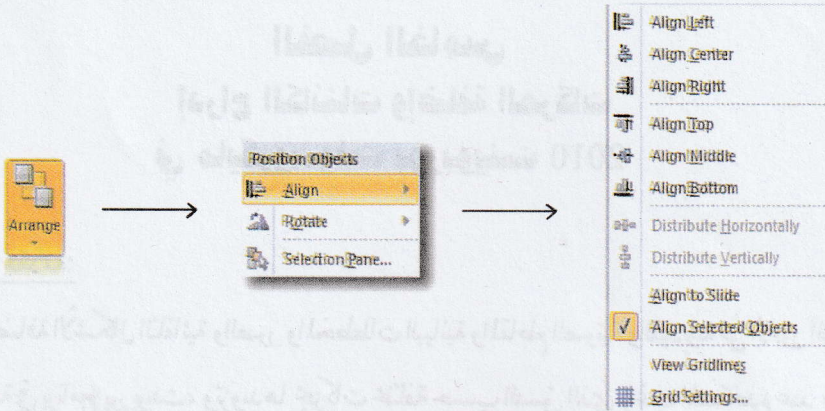 Arrange
Position Objects
Align
Rotate
Selection Pane...
Align Left
Align Center
Align Right
Align Top
Align Middle
Align Bottom
Distribute Horizontally
Distribute Vertically
Align to Slide
Align Selected Objects
View Gridlines
Grid Settings...